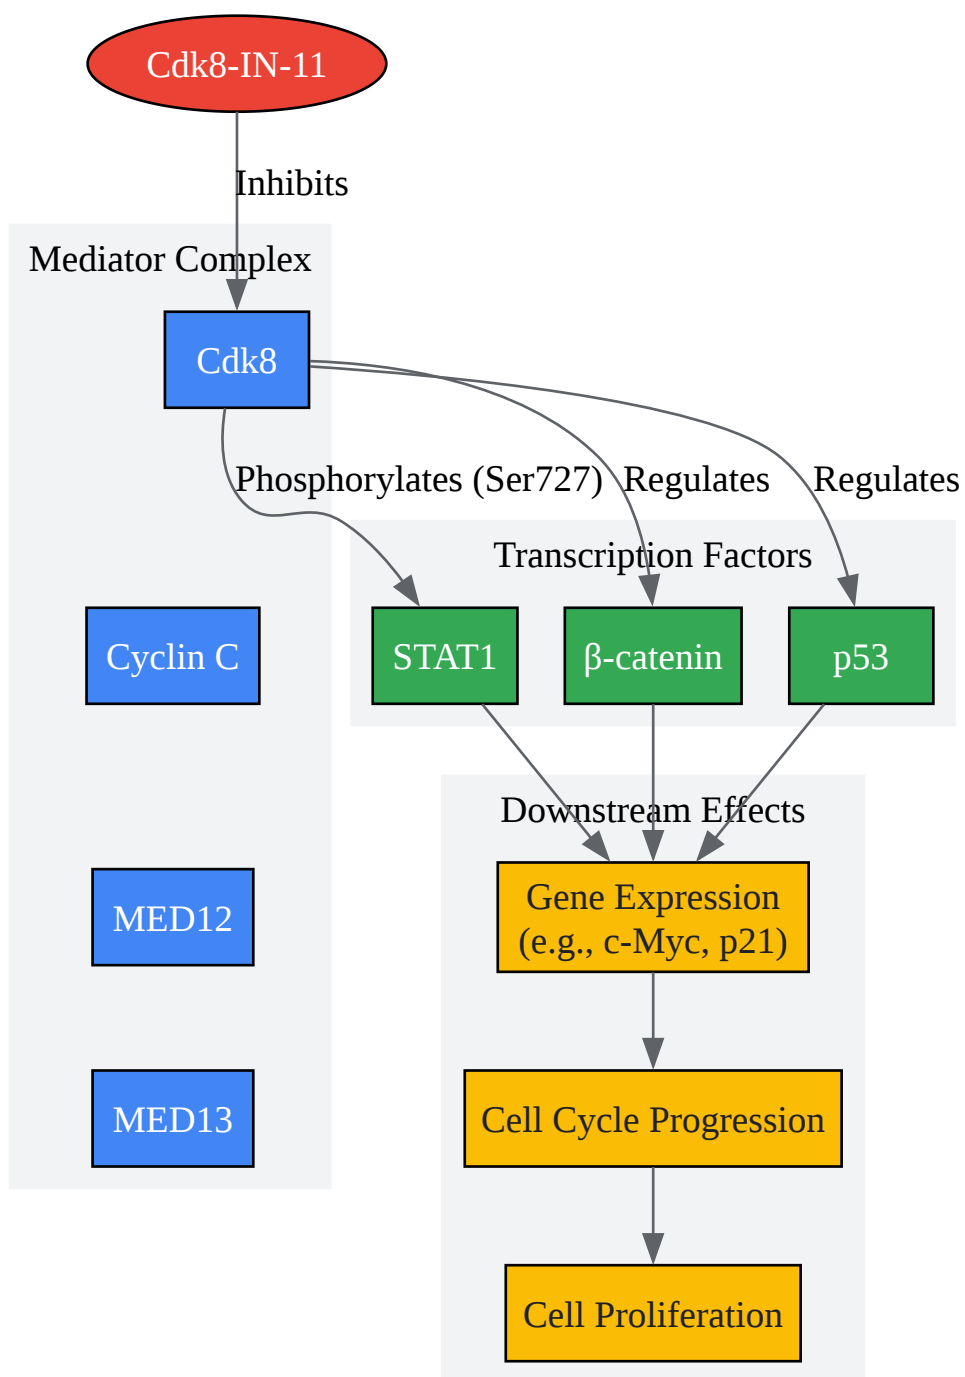 Cdk8-IN-11
Inhibits
Mediator Complex
Cdk8
Phosphorylates (Ser727)
Regulates
Regulates
Transcription Factors
Cyclin C
STAT1
β-catenin
p53
Downstream Effects
MED12
Gene Expression
(e.g., c-Myc, p21)
MED13
Cell Cycle Progression
Cell Proliferation